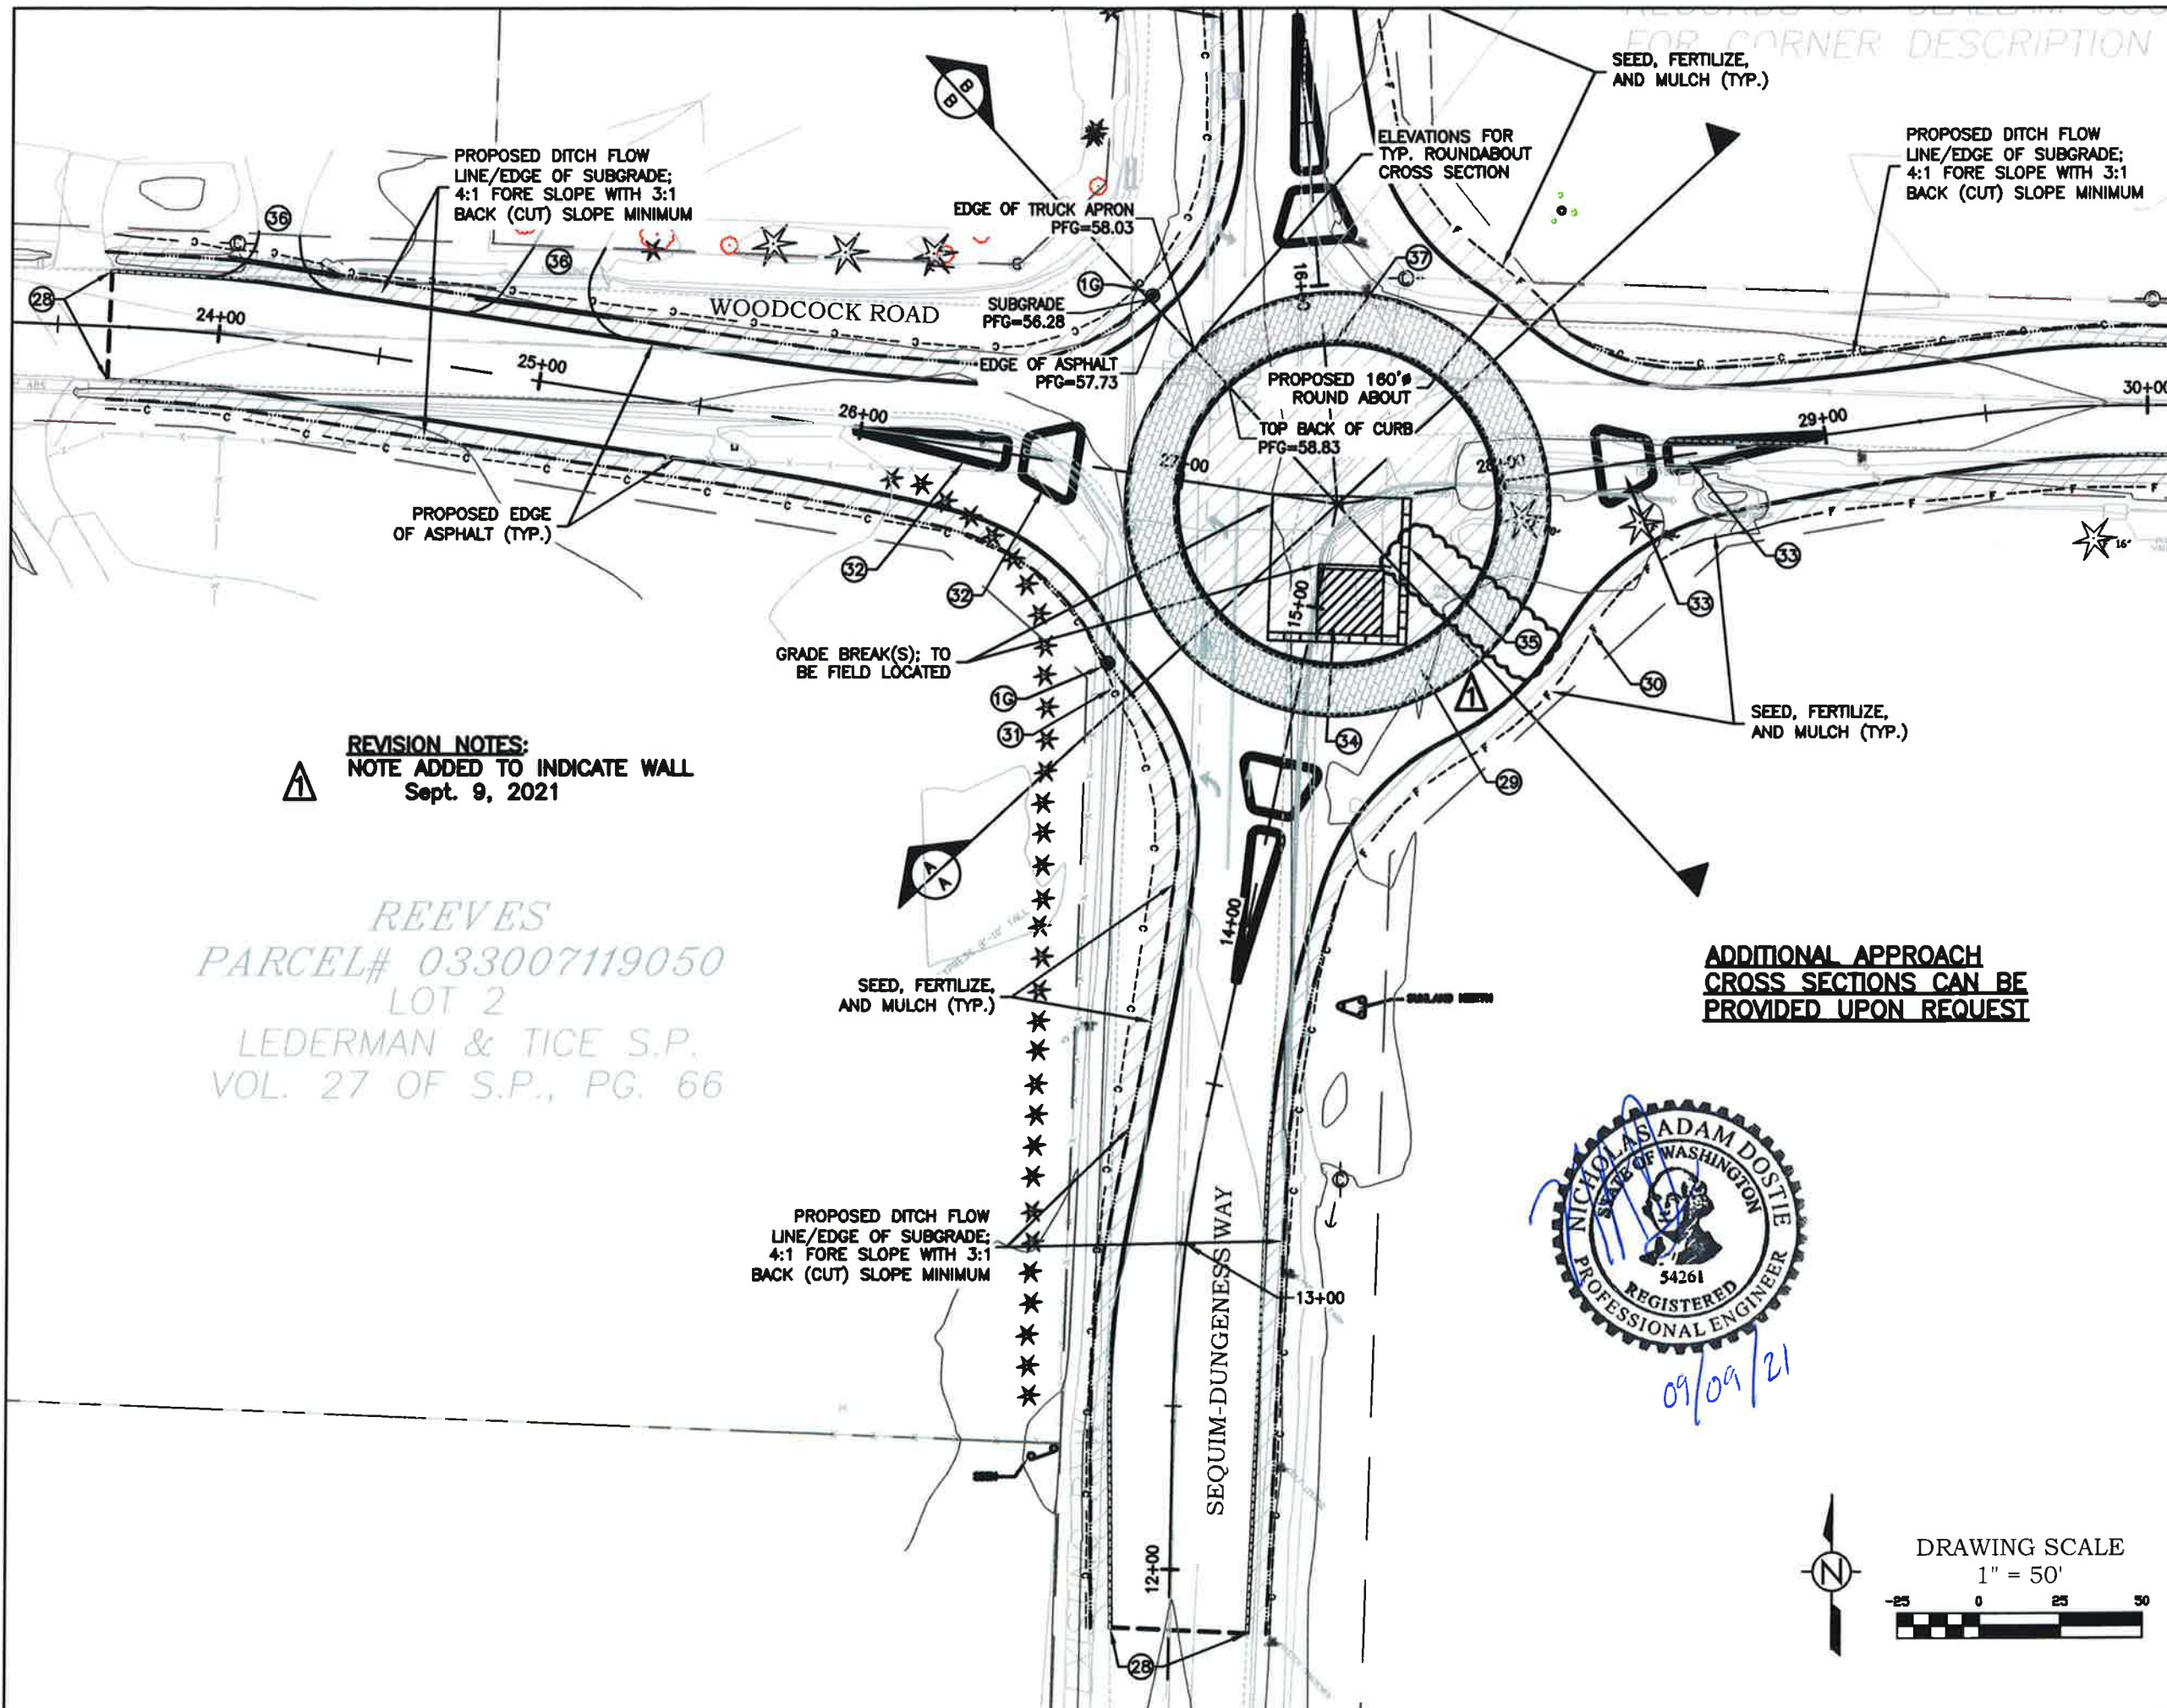 FOR CORNER DESCRIPTION
SEED, FERTILIZE,
AND MULCH (TYP.)
B
B
ELEVATIONS FOR
TYP. ROUNDABOUT
CROSS SECTION
PROPOSED DITCH FLOW
LINE/EDGE OF SUBGRADE;
4:1 FORE SLOPE WITH 3:1
BACK (CUT) SLOPE MINIMUM
PROPOSED DITCH FLOW
LINE/EDGE OF SUBGRADE;
4:1 FORE SLOPE WITH 3:1
BACK (CUT) SLOPE MINIMUM
36
36
EDGE OF TRUCK APRON
PFG=58.03
37
16+00
1G
SUBGRADE
PFG=56.28
WOODCOCK ROAD
28
24+00
25+00
26+00
EDGE OF ASPHALT
PFG=57.73
PROPOSED 160'ø
ROUND ABOUT
TOP BACK OF CURB
PFG=58.83
27+00
28+00
29+00
30+00
PROPOSED EDGE
OF ASPHALT (TYP.)
32
32
33
33
16"
15+00
35
GRADE BREAK(S); TO
BE FIELD LOCATED
1G
31
30
1
34
29
SEED, FERTILIZE,
AND MULCH (TYP.)
REVISION NOTES:
1
NOTE ADDED TO INDICATE WALL
Sept. 9, 2021
A
A
REEVES
PARCEL# 033007119050
LOT 2
LEDERMAN & TICE S.P.
VOL. 27 OF S.P., PG. 66
14+00
SEED, FERTILIZE,
AND MULCH (TYP.)
SUNLAND NORTH
ADDITIONAL APPROACH
CROSS SECTIONS CAN BE
PROVIDED UPON REQUEST
PROPOSED DITCH FLOW
LINE/EDGE OF SUBGRADE;
4:1 FORE SLOPE WITH 3:1
BACK (CUT) SLOPE MINIMUM
13+00
SEQUIM-DUNGENESS WAY
12+00
28
NICHOLAS ADAM DOSTIE
STATE OF WASHINGTON
54261
REGISTERED
PROFESSIONAL ENGINEER
09/09/21
N
DRAWING SCALE
1" = 50'
-25 0 25 50